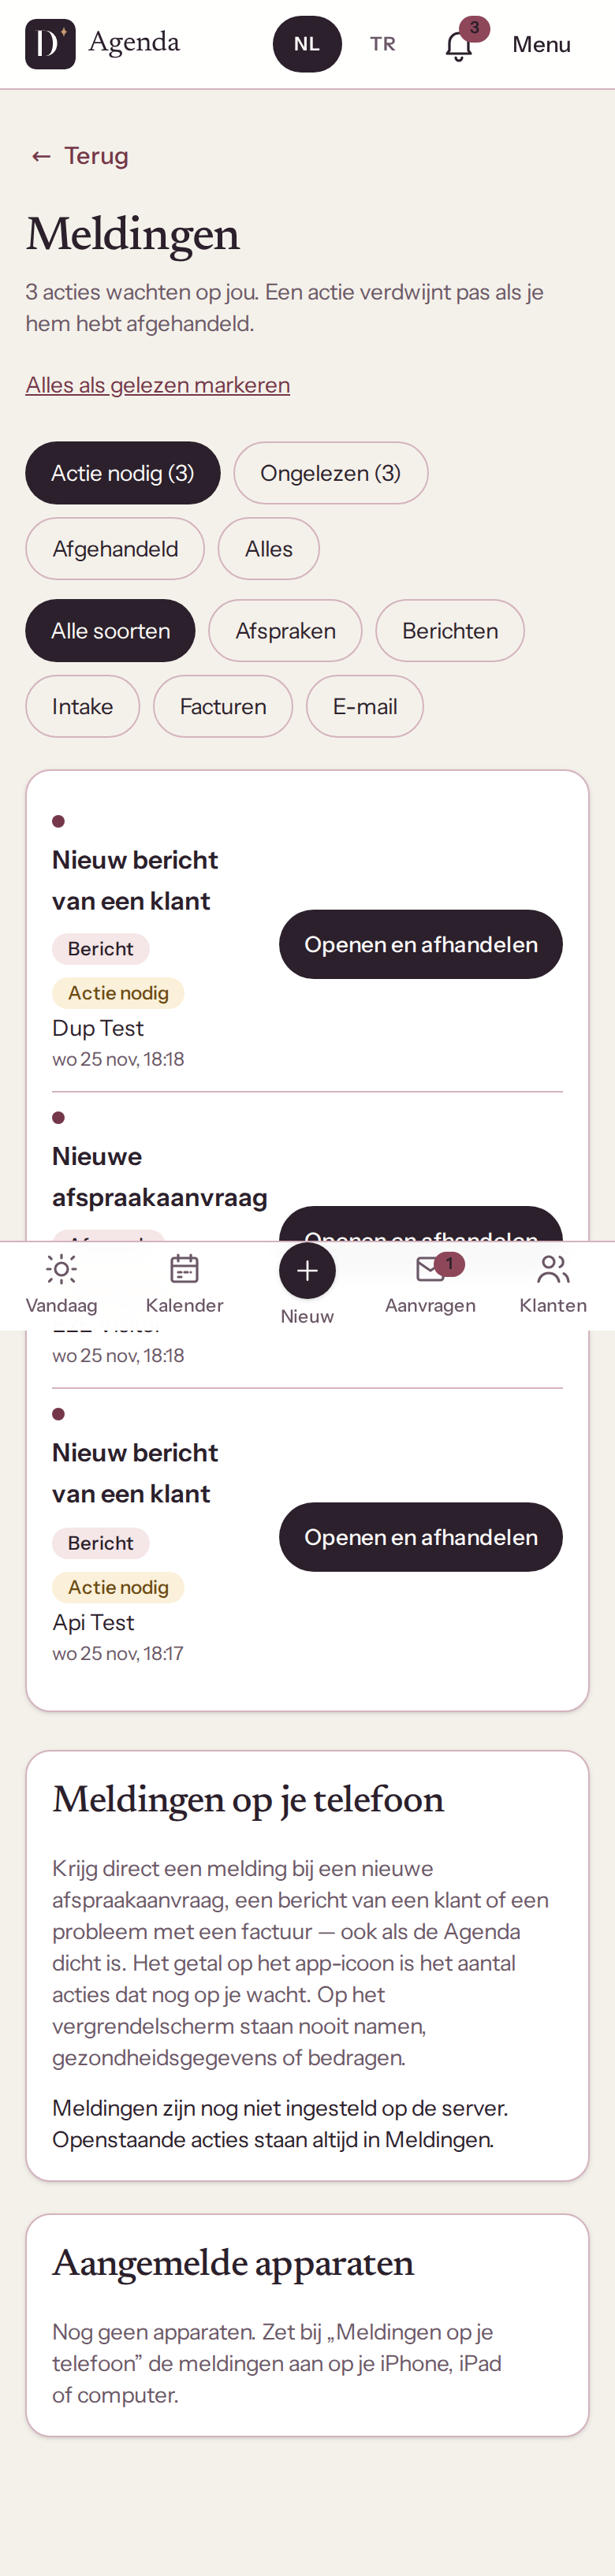 D Agenda NL TR 3 Menu
← Terug
Meldingen
3 acties wachten op jou. Een actie verdwijnt pas als je
hem hebt afgehandeld.
Alles als gelezen markeren
Actie nodig (3) Ongelezen (3)
Afgehandeld Alles
Alle soorten Afspraken Berichten
Intake Facturen E-mail
Nieuw bericht
van een klant
Openen en afhandelen
Bericht
Actie nodig
Dup Test
wo 25 nov, 18:18
Nieuwe
afspraakaanvraag
Openen en afhandelen
1
Vandaag Kalender Nieuw Aanvragen Klanten
wo 25 nov, 18:18
Nieuw bericht
van een klant
Openen en afhandelen
Bericht
Actie nodig
Api Test
wo 25 nov, 18:17
Meldingen op je telefoon
Krijg direct een melding bij een nieuwe
afspraakaanvraag, een bericht van een klant of een
probleem met een factuur — ook als de Agenda
dicht is. Het getal op het app-icoon is het aantal
acties dat nog op je wacht. Op het
vergrendelscherm staan nooit namen,
gezondheidsgegevens of bedragen.
Meldingen zijn nog niet ingesteld op de server.
Openstaande acties staan altijd in Meldingen.
Aangemelde apparaten
Nog geen apparaten. Zet bij „Meldingen op je
telefoon” de meldingen aan op je iPhone, iPad
of computer.